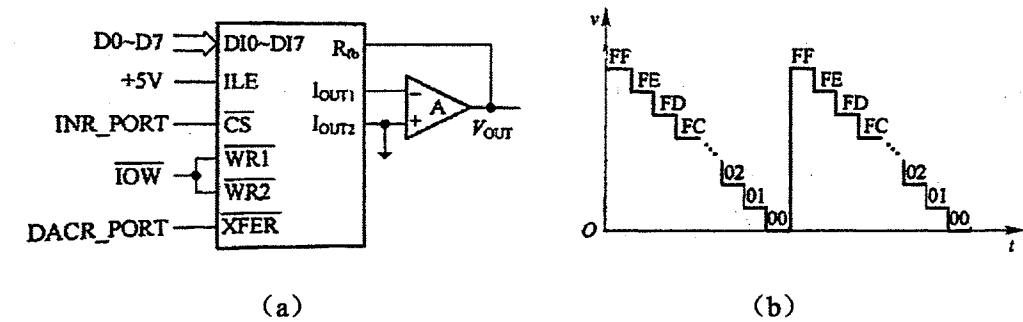 D0~D7
+5V
INR_PORT
IOW
DACR_PORT
DI0~DI7
ILE
CS
WR1
WR2
XFER
Rfb
IOUT1
IOUT2
A
−
+
VOUT
(a)
v
FF
FE
FD
FC
02
01
00
FF
FE
FD
FC
02
01
00
O
t
(b)